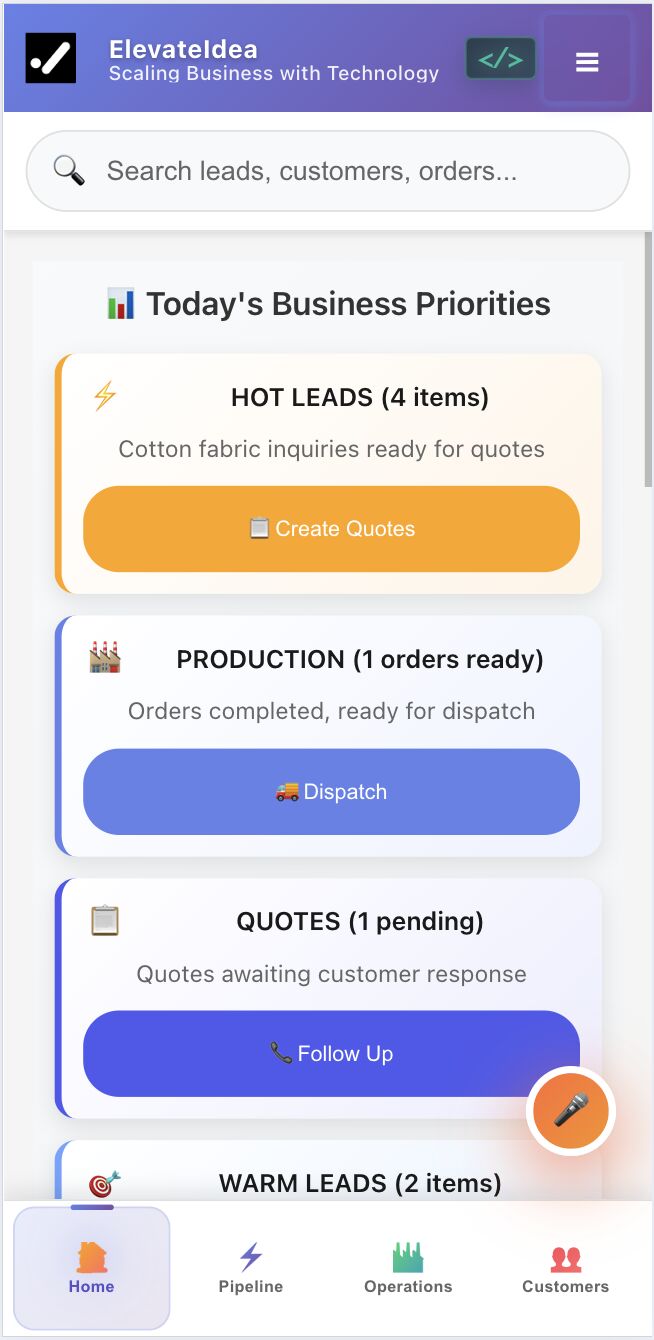 ElevateIdea
Scaling Business with Technology
</>
Search leads, customers, orders...
Today's Business Priorities
HOT LEADS (4 items)
Cotton fabric inquiries ready for quotes
Create Quotes
PRODUCTION (1 orders ready)
Orders completed, ready for dispatch
Dispatch
QUOTES (1 pending)
Quotes awaiting customer response
Follow Up
WARM LEADS (2 items)
Home
Pipeline
Operations
Customers